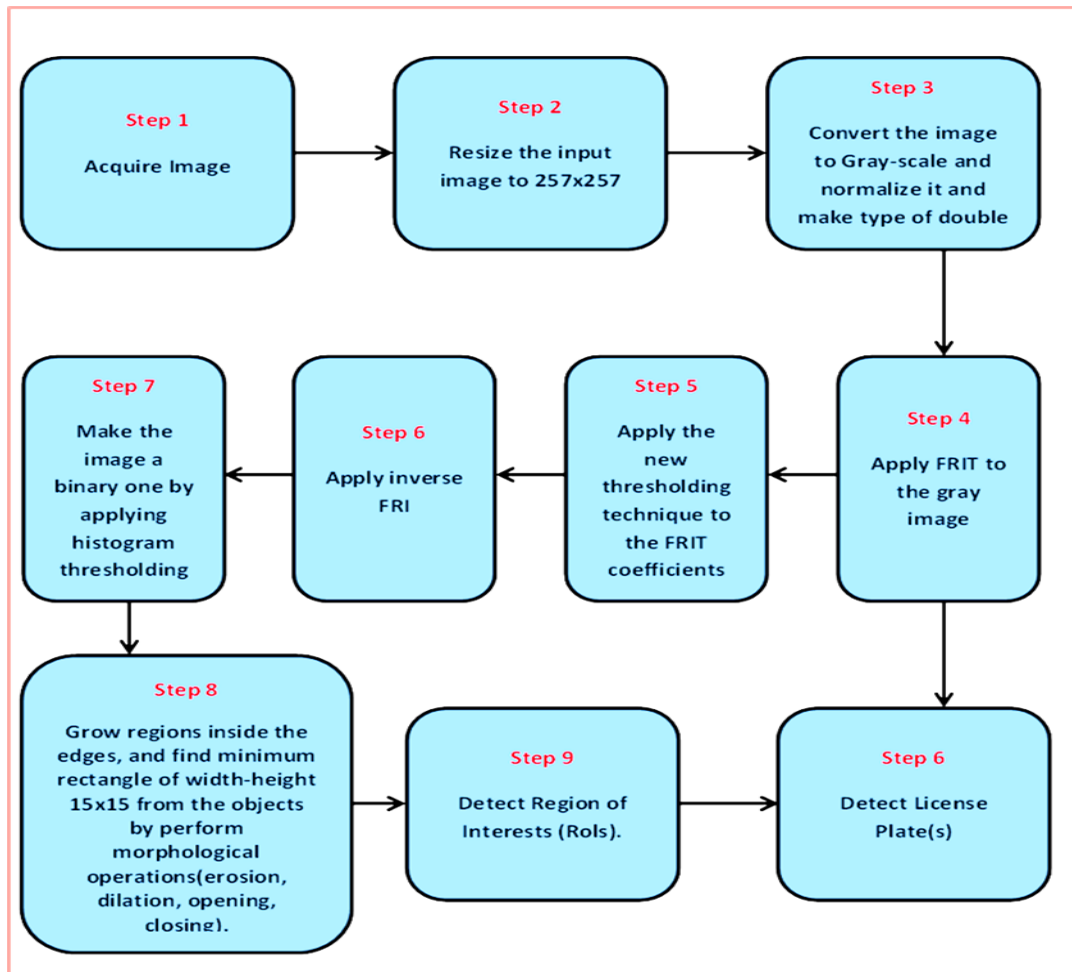 Step 1
Acquire Image
Step 2
Resize the input
image to 257x257
Step 3
Convert the image
to Gray-scale and
normalize it and
make type of double
Step 4
Apply FRIT to
the gray
image
Step 5
Apply the
new
thresholding
technique to
the FRIT
coefficients
Step 6
Apply inverse
FRI
Step 7
Make the
image a
binary one by
applying
histogram
thresholding
Step 8
Grow regions inside the
edges, and find minimum
rectangle of width-height
15x15 from the objects
by perform
morphological
operations(erosion,
dilation, opening,
closing).
Step 9
Detect Region of
Interests (RoIs).
Step 6
Detect License
Plate(s)